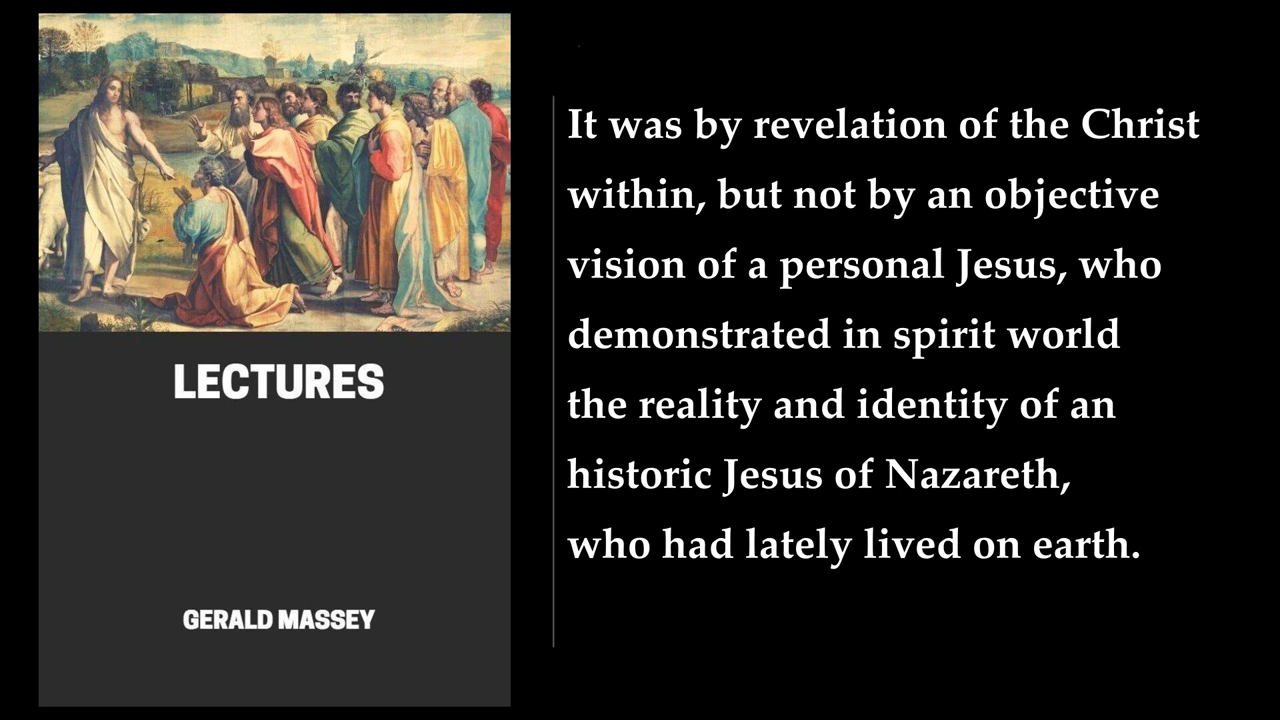 LECTURES
GERALD MASSEY
It was by revelation of the Christ
within, but not by an objective
vision of a personal Jesus, who
demonstrated in spirit world
the reality and identity of an
historic Jesus of Nazareth,
who had lately lived on earth.